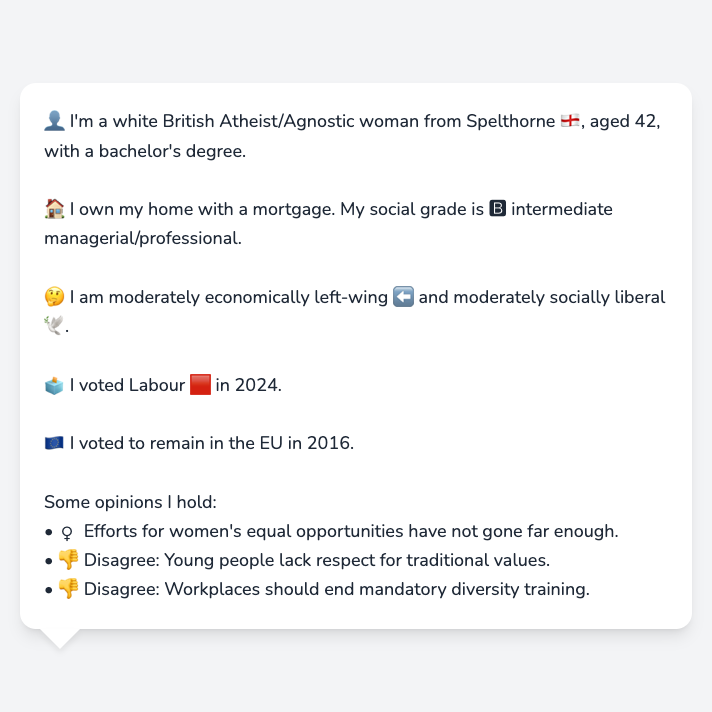 👤 I'm a white British Atheist/Agnostic woman from Spelthorne 🏴󠁧󠁢󠁥󠁮󠁧󠁿, aged 42,
with a bachelor's degree.
🏠 I own my home with a mortgage. My social grade is 🅱 intermediate
managerial/professional.
🤔 I am moderately economically left-wing ⬅️ and moderately socially liberal
🕊️.
🗳️ I voted Labour 🟥 in 2024.
🇪🇺 I voted to remain in the EU in 2016.
Some opinions I hold:
• ♀ Efforts for women's equal opportunities have not gone far enough.
• 👎 Disagree: Young people lack respect for traditional values.
• 👎 Disagree: Workplaces should end mandatory diversity training.